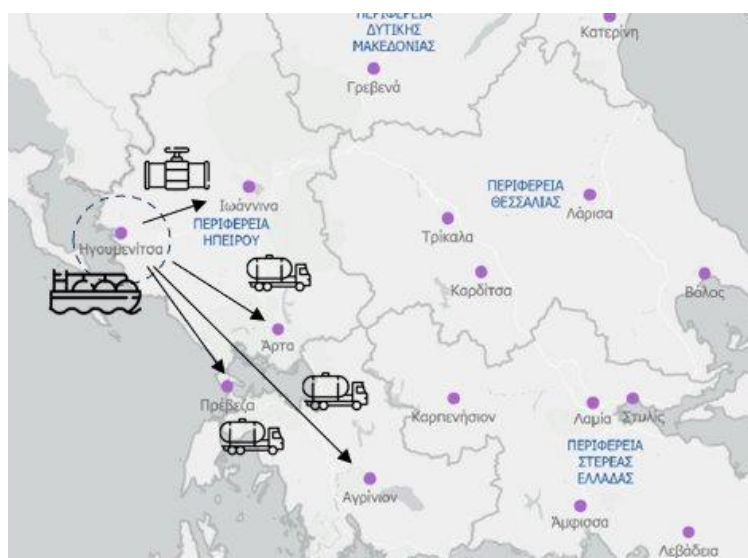 ΠΕΡΙΦΕΡΕΙΑ
ΔΥΤΙΚΗΣ
ΜΑΚΕΔΟΝΙΑΣ
Κατερίνη
Γρεβενά
Ιωάννινα
ΠΕΡΙΦΕΡΕΙΑ
ΗΠΕΙΡΟΥ
ΠΕΡΙΦΕΡΕΙΑ
ΘΕΣΣΑΛΙΑΣ
Λάρισα
Τρίκαλα
Ηγουμενίτσα
Καρδίτσα
Βόλος
Άρτα
Πρέβεζα
Καρπενήσιον
Λαμία
Στυλίς
ΠΕΡΙΦΕΡΕΙΑ
ΣΤΕΡΕΑΣ
ΕΛΛΑΔΑΣ
Αγρίνιον
Άμφισσα
Λεβάδεια